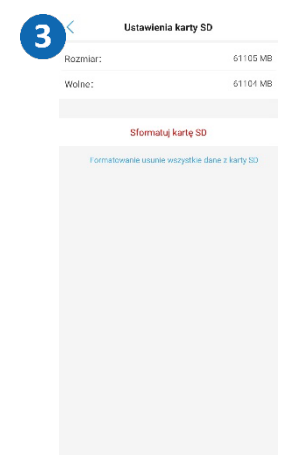 3
Ustawienia karty SD
Rozmiar: 61105 MB
Wolne: 61104 MB
Sformatuj kartę SD
Formatowanie usunie wszystkie dane z karty SD